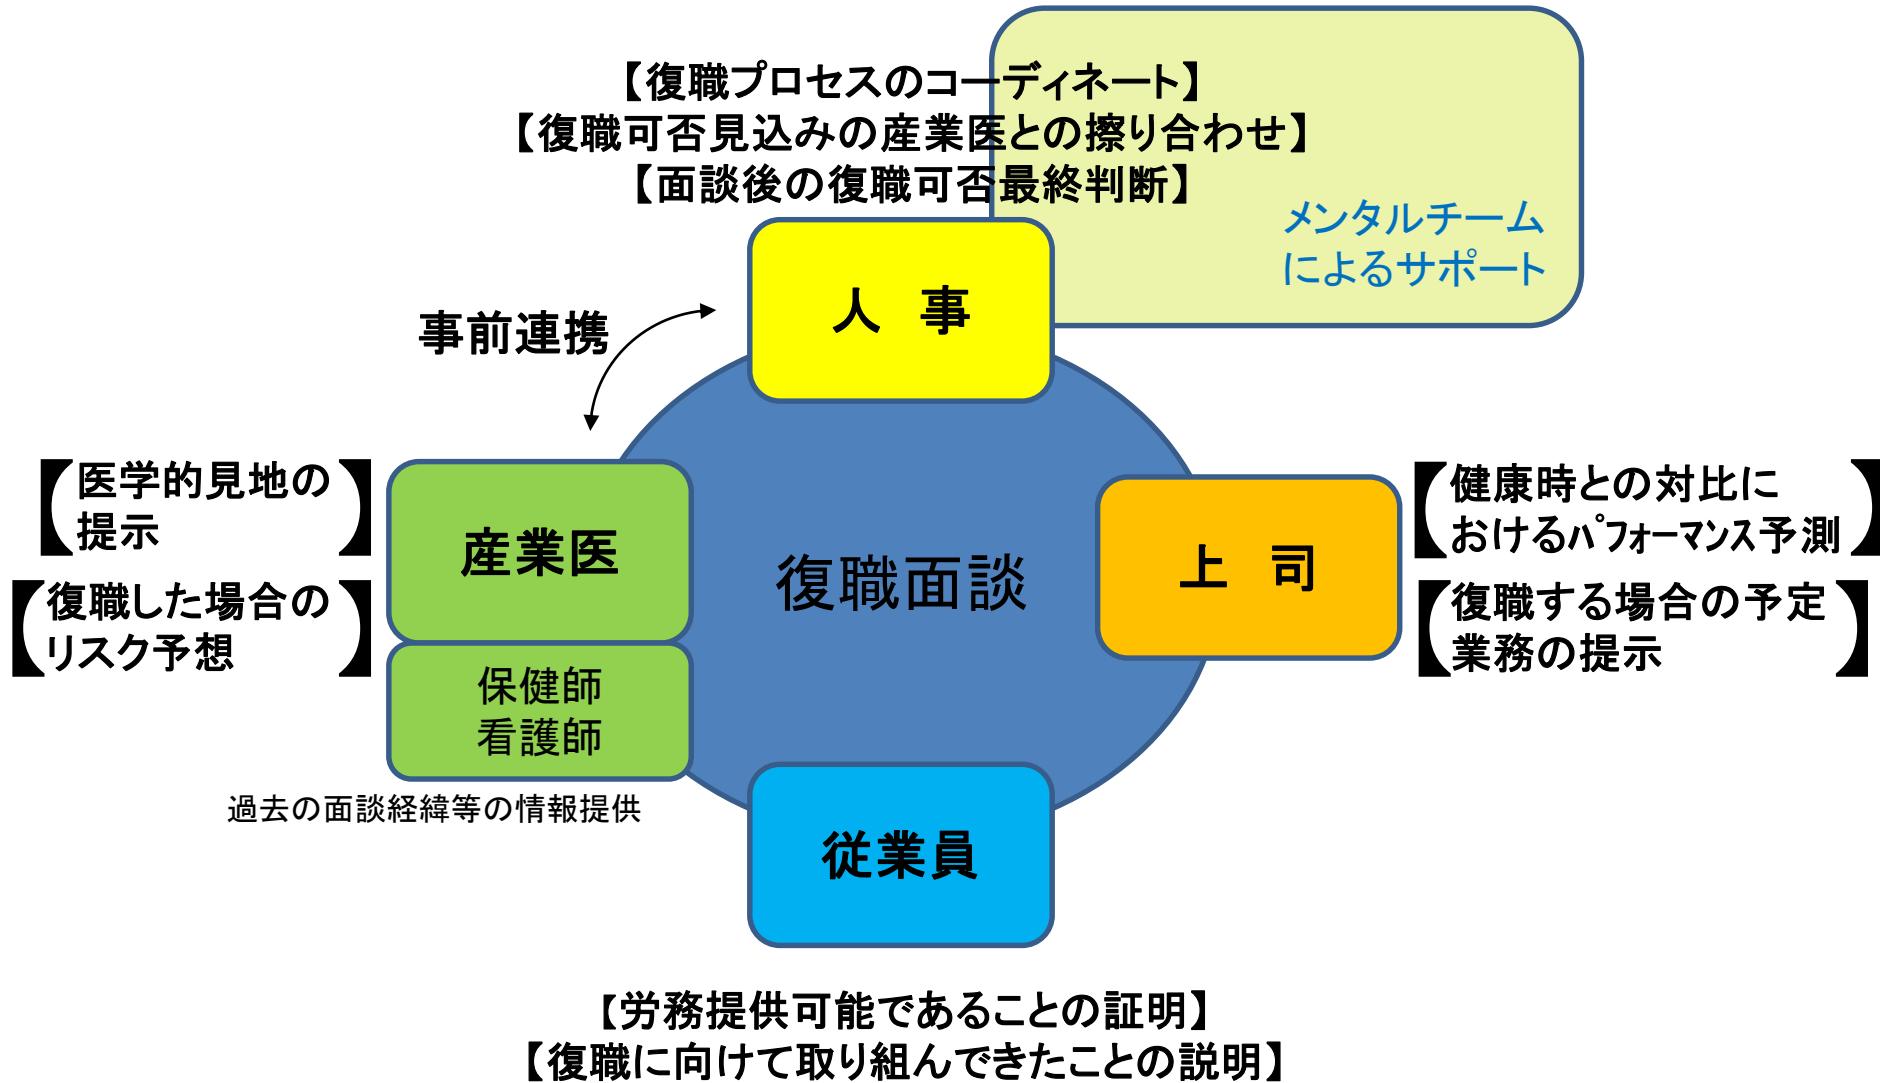 【復職プロセスのコーディネート】
【復職可否見込みの産業医との擦り合わせ】
【面談後の復職可否最終判断】
メンタルチーム
によるサポート
人　事
事前連携
【医学的見地の
提示】
【復職した場合の
リスク予想】
産業医
保健師
看護師
過去の面談経緯等の情報提供
復職面談
上　司
【健康時との対比に
おけるパフォーマンス予測】
【復職する場合の予定
業務の提示】
従業員
【労務提供可能であることの証明】
【復職に向けて取り組んできたことの説明】